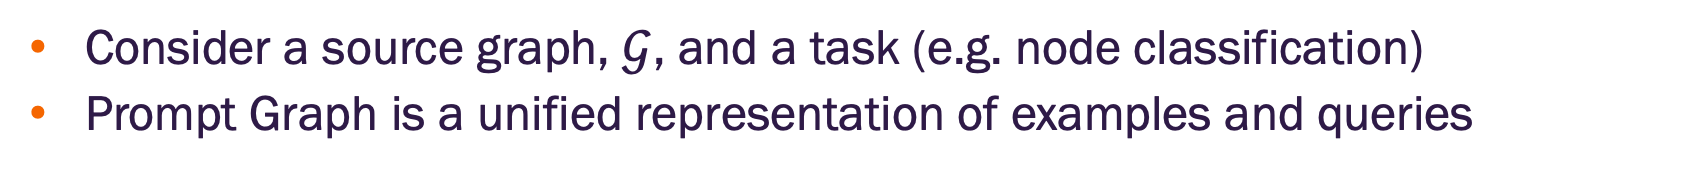 • Consider a source graph, 𝒢, and a task (e.g. node classification)
• Prompt Graph is a unified representation of examples and queries